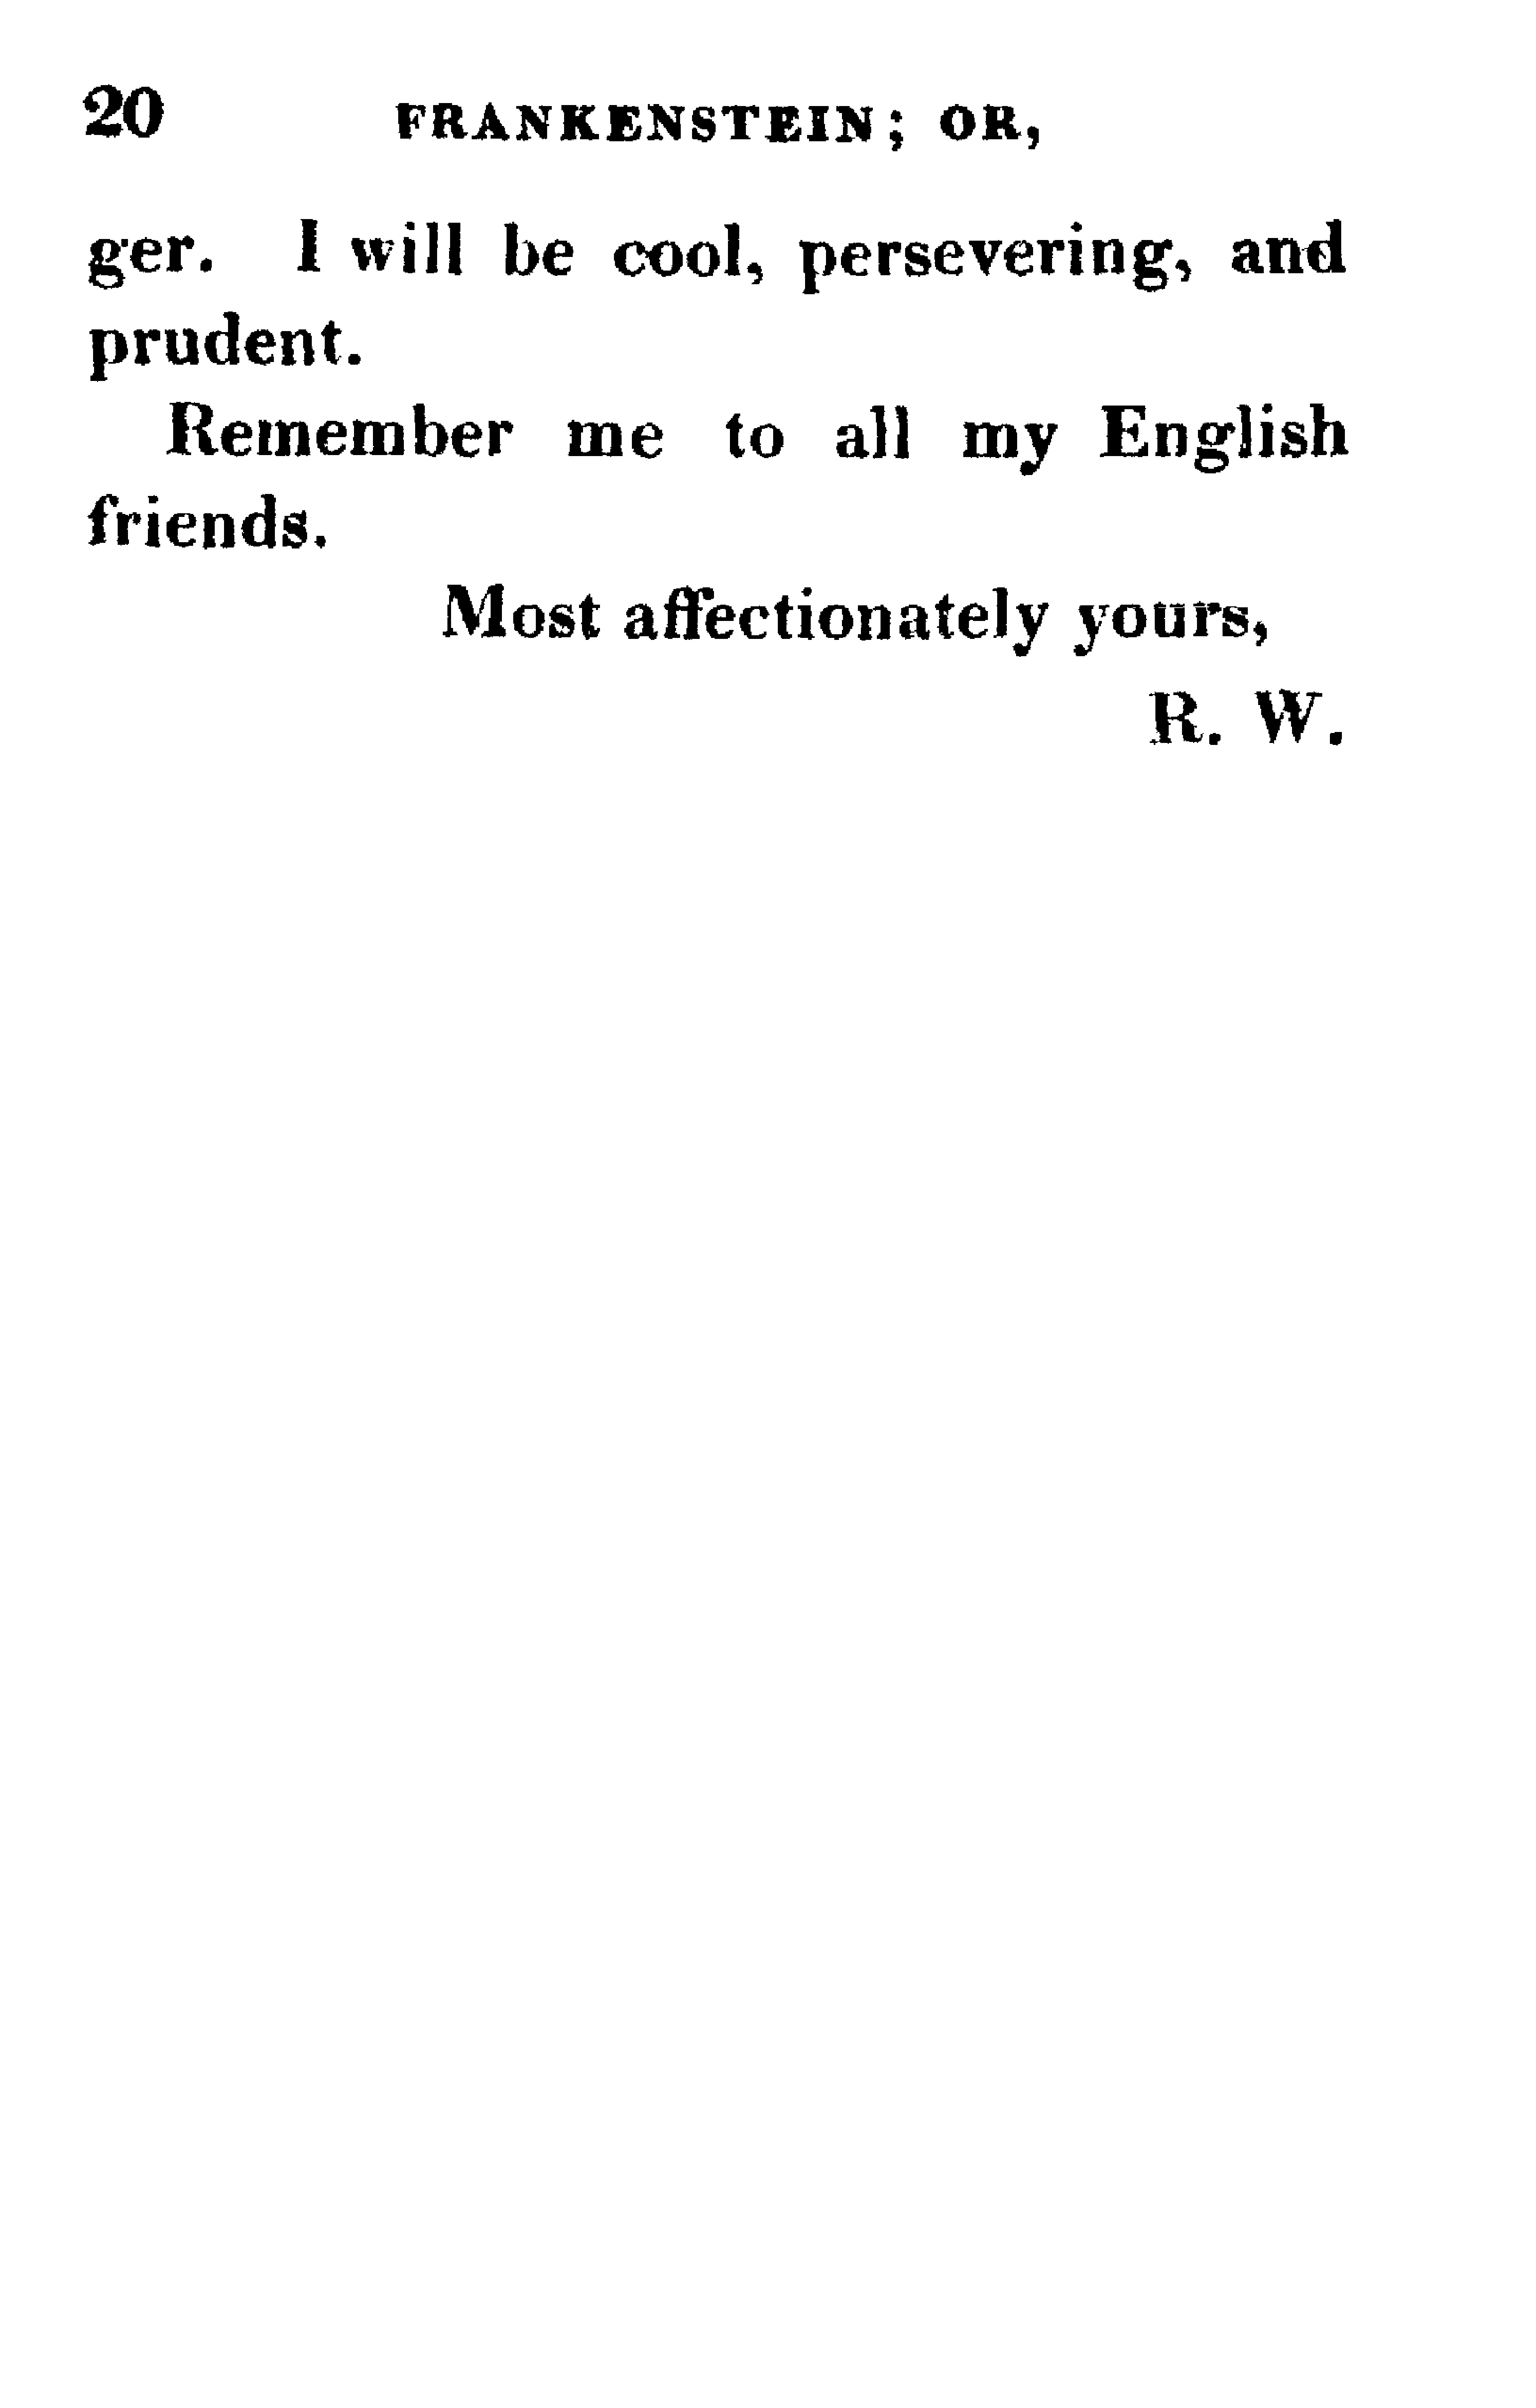 20 FRANKENSTEIN; OR,
ger. I will be cool, persevering, and
prudent.
Remember me to all my English
friends.
Most affectionately yours,
R. W.